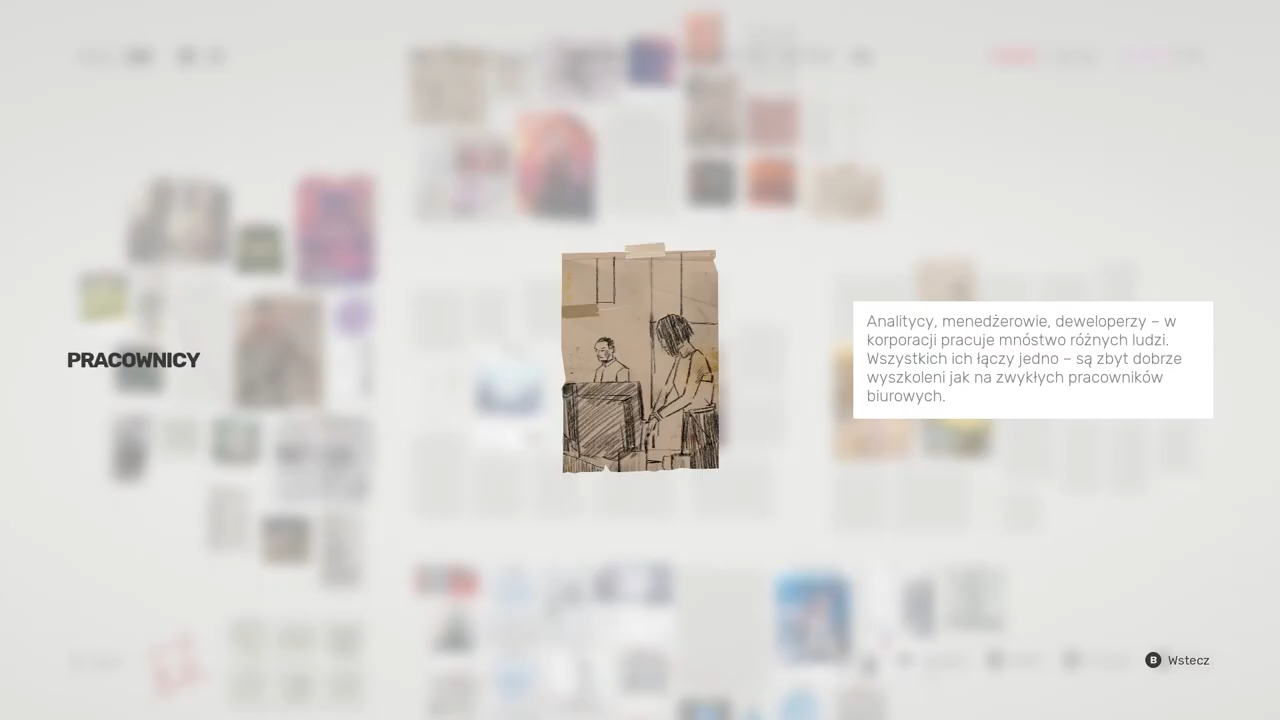 PRACOWNICY
Analitycy, menedżerowie, deweloperzy – w
korporacji pracuje mnóstwo różnych ludzi.
Wszystkich ich łączy jedno – są zbyt dobrze
wyszkoleni jak na zwykłych pracowników
biurowych.
B Wstecz